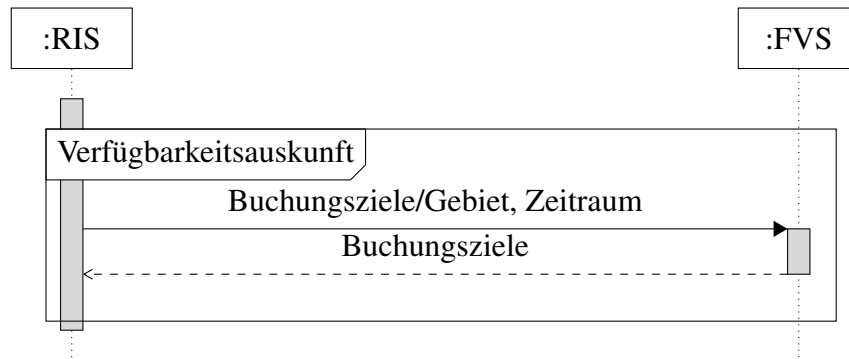 :RIS
:FVS
Verfügbarkeitsauskunft
Buchungsziele/Gebiet, Zeitraum
Buchungsziele